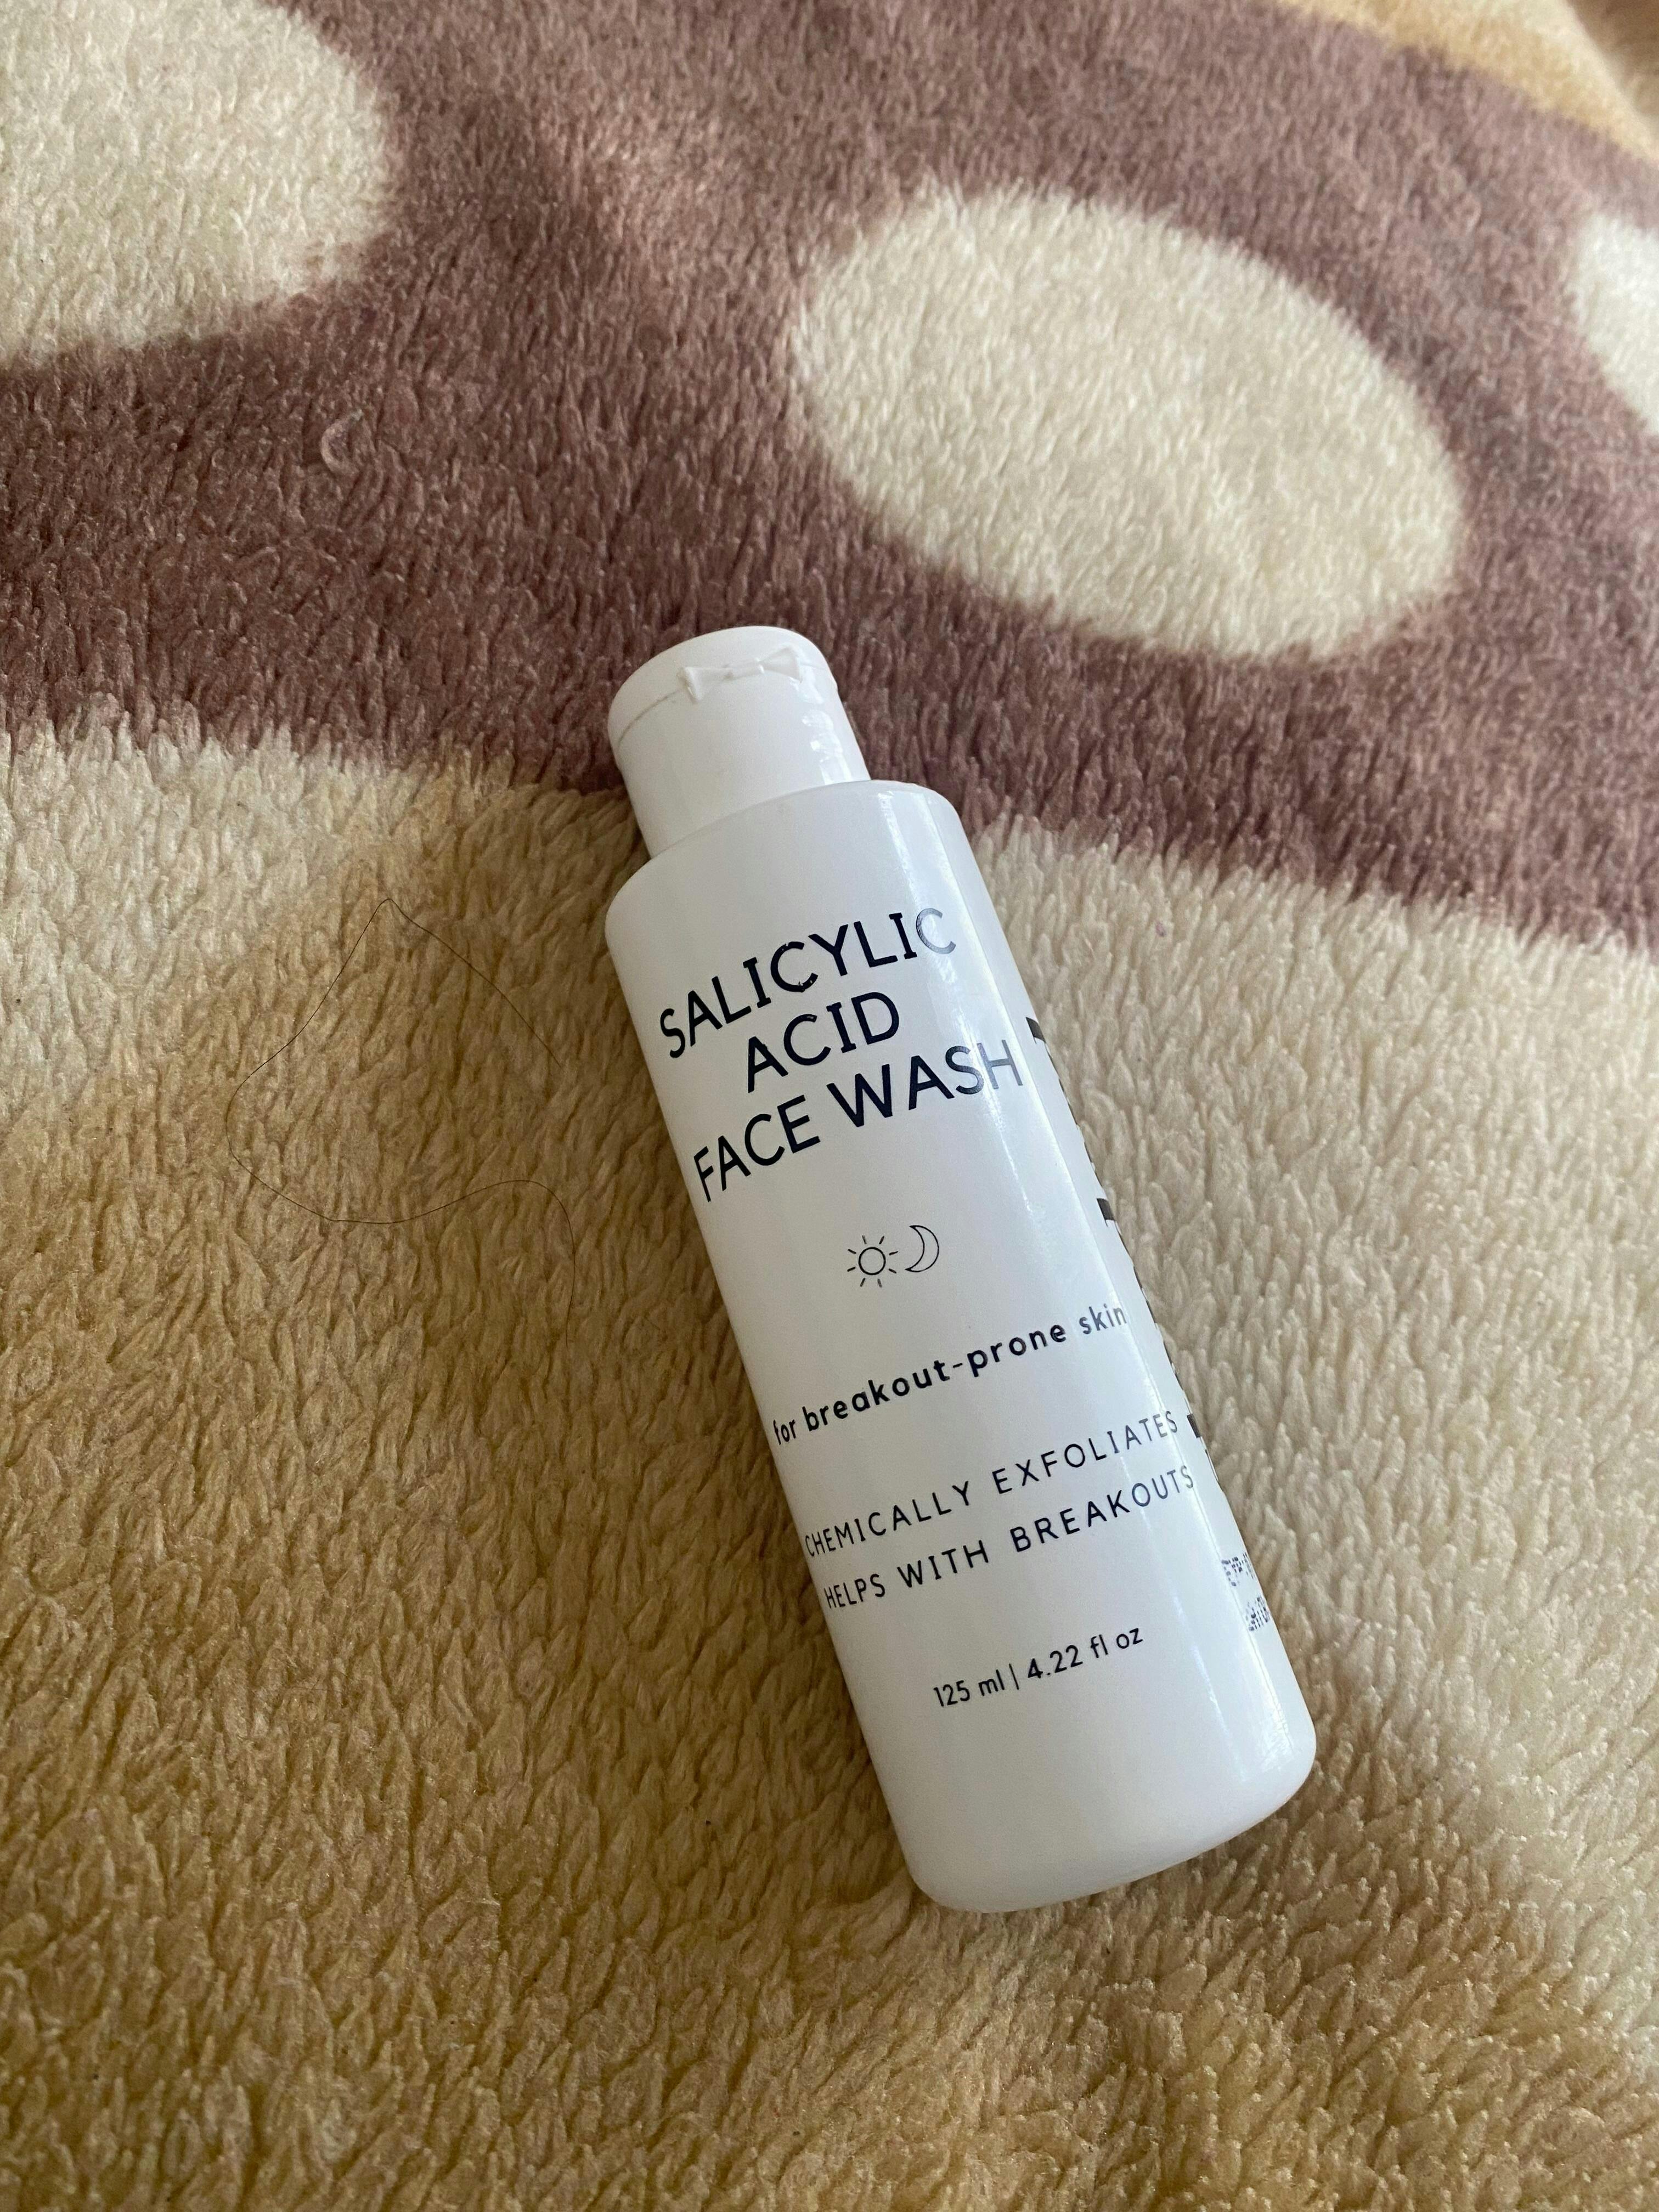 SALICYLIC
ACID
FACE WASH
for breakout-prone skin
CHEMICALLY EXFOLIATES
HELPS WITH BREAKOUTS
125 ml | 4.22 fl oz